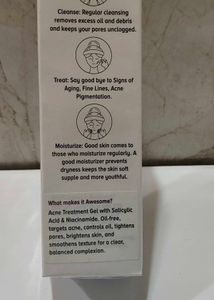 Cleanse: Regular cleansing
removes excess oil and debris
and keeps your pores unclogged.
Treat: Say good bye to Signs of
Aging, Fine Lines, Acne
Pigmentation.
Moisturize: Good skin comes to
those who moisturize regularly. A
good moisturizer prevents
dryness keeps the skin soft
supple and more youthful.
What makes it Awesome?
Acne Treatment Gel with Salicylic
Acid & Niacinamide. Oil-free,
targets acne, controls oil, tightens
pores, brightens skin, and
smoothens texture for a clear,
balanced complexion.